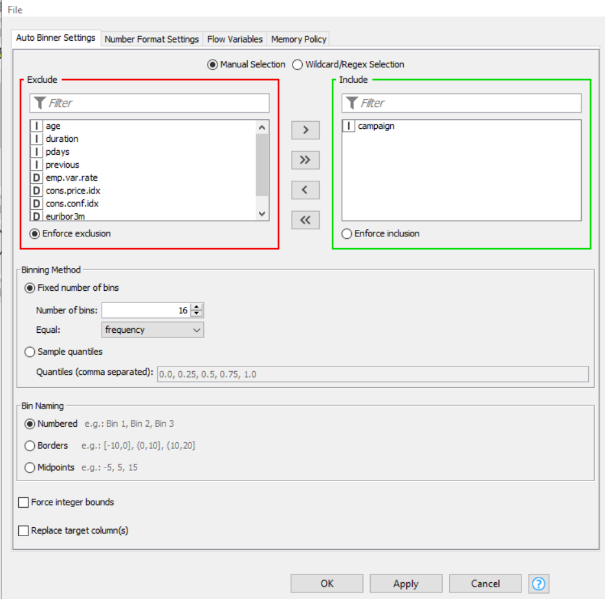 File
Auto Binner Settings Number Format Settings Flow Variables Memory Policy
Manual Selection Wildcard/Regex Selection
Exclude Include
Filter Filter
I age
I duration
I pdays
I previous
D emp.var.rate
D cons.price.idx
D cons.conf.idx
D euribor3m
I campaign
>
>>
<
<<
Enforce exclusion Enforce inclusion
Binning Method
Fixed number of bins
Number of bins: 16
Equal: frequency
Sample quantiles
Quantiles (comma separated): 0.0, 0.25, 0.5, 0.75, 1.0
Bin Naming
Numbered e.g.: Bin 1, Bin 2, Bin 3
Borders e.g.: [-10,0], (0,10], (10,20]
Midpoints e.g.: -5, 5, 15
Force integer bounds
Replace target column(s)
OK Apply Cancel ?